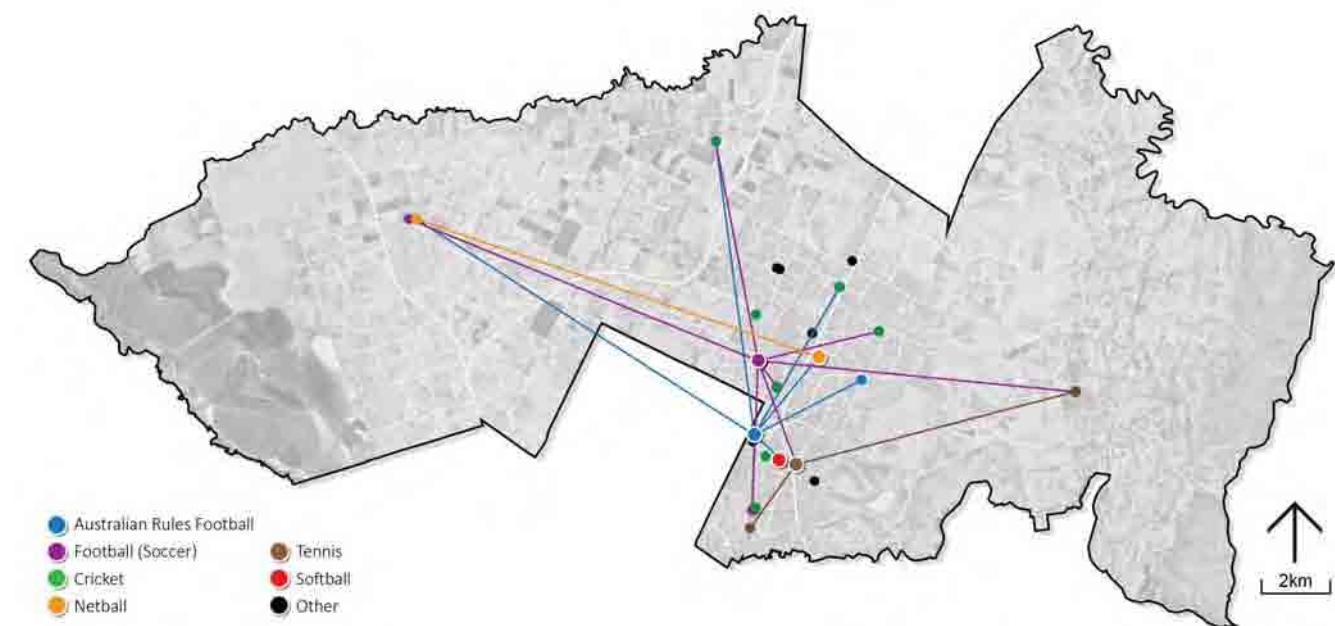 Australian Rules Football
Football (Soccer)
Cricket
Netball
Tennis
Softball
Other
2km